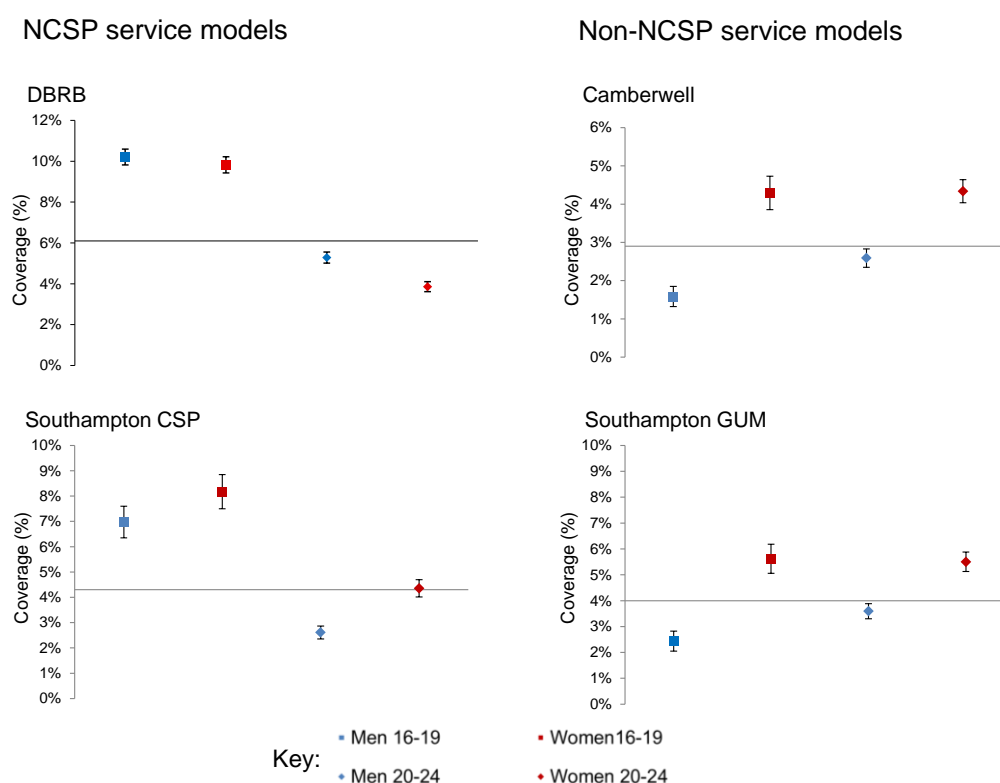 NCSP service models
Non-NCSP service models
DBRB
12%
10%
8%
6%
4%
2%
0%
Coverage (%)
Camberwell
6%
5%
4%
3%
2%
1%
0%
Coverage (%)
Southampton CSP
10%
9%
8%
7%
6%
5%
4%
3%
2%
1%
0%
Coverage (%)
Southampton GUM
10%
9%
8%
7%
6%
5%
4%
3%
2%
1%
0%
Coverage (%)
Key:
Men 16-19
Women16-19
Men 20-24
Women 20-24